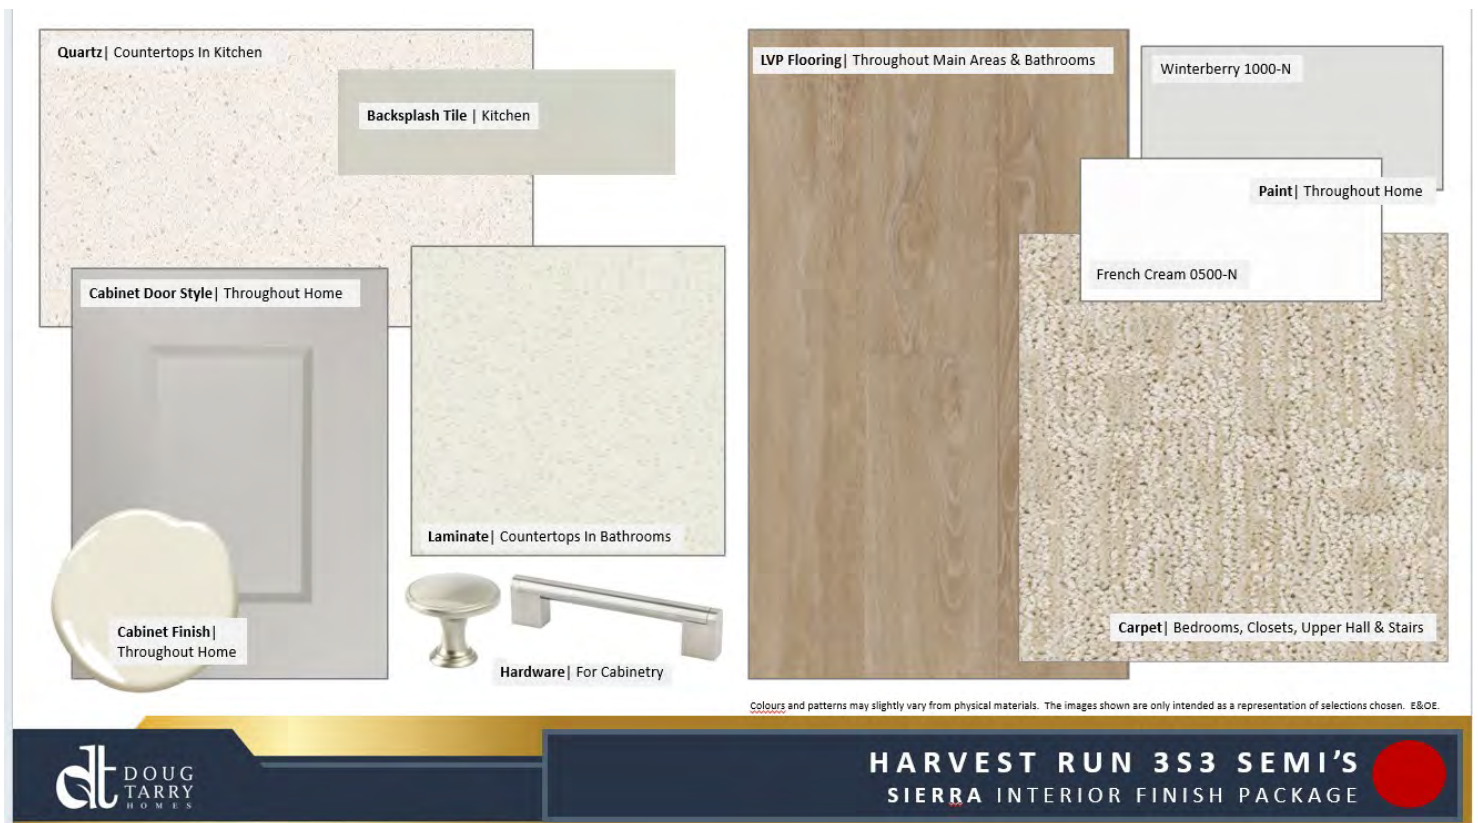 Quartz| Countertops In Kitchen
Backsplash Tile | Kitchen
Cabinet Door Style| Throughout Home
Laminate| Countertops In Bathrooms
Cabinet Finish|
Throughout Home
Hardware| For Cabinetry
LVP Flooring| Throughout Main Areas & Bathrooms
Winterberry 1000-N
Paint| Throughout Home
French Cream 0500-N
Carpet| Bedrooms, Closets, Upper Hall & Stairs
Colours and patterns may slightly vary from physical materials. The images shown are only intended as a representation of selections chosen. E&OE.
dt
DOUG
TARRY
HOMES
HARVEST RUN 3S3 SEMI'S
SIERRA INTERIOR FINISH PACKAGE